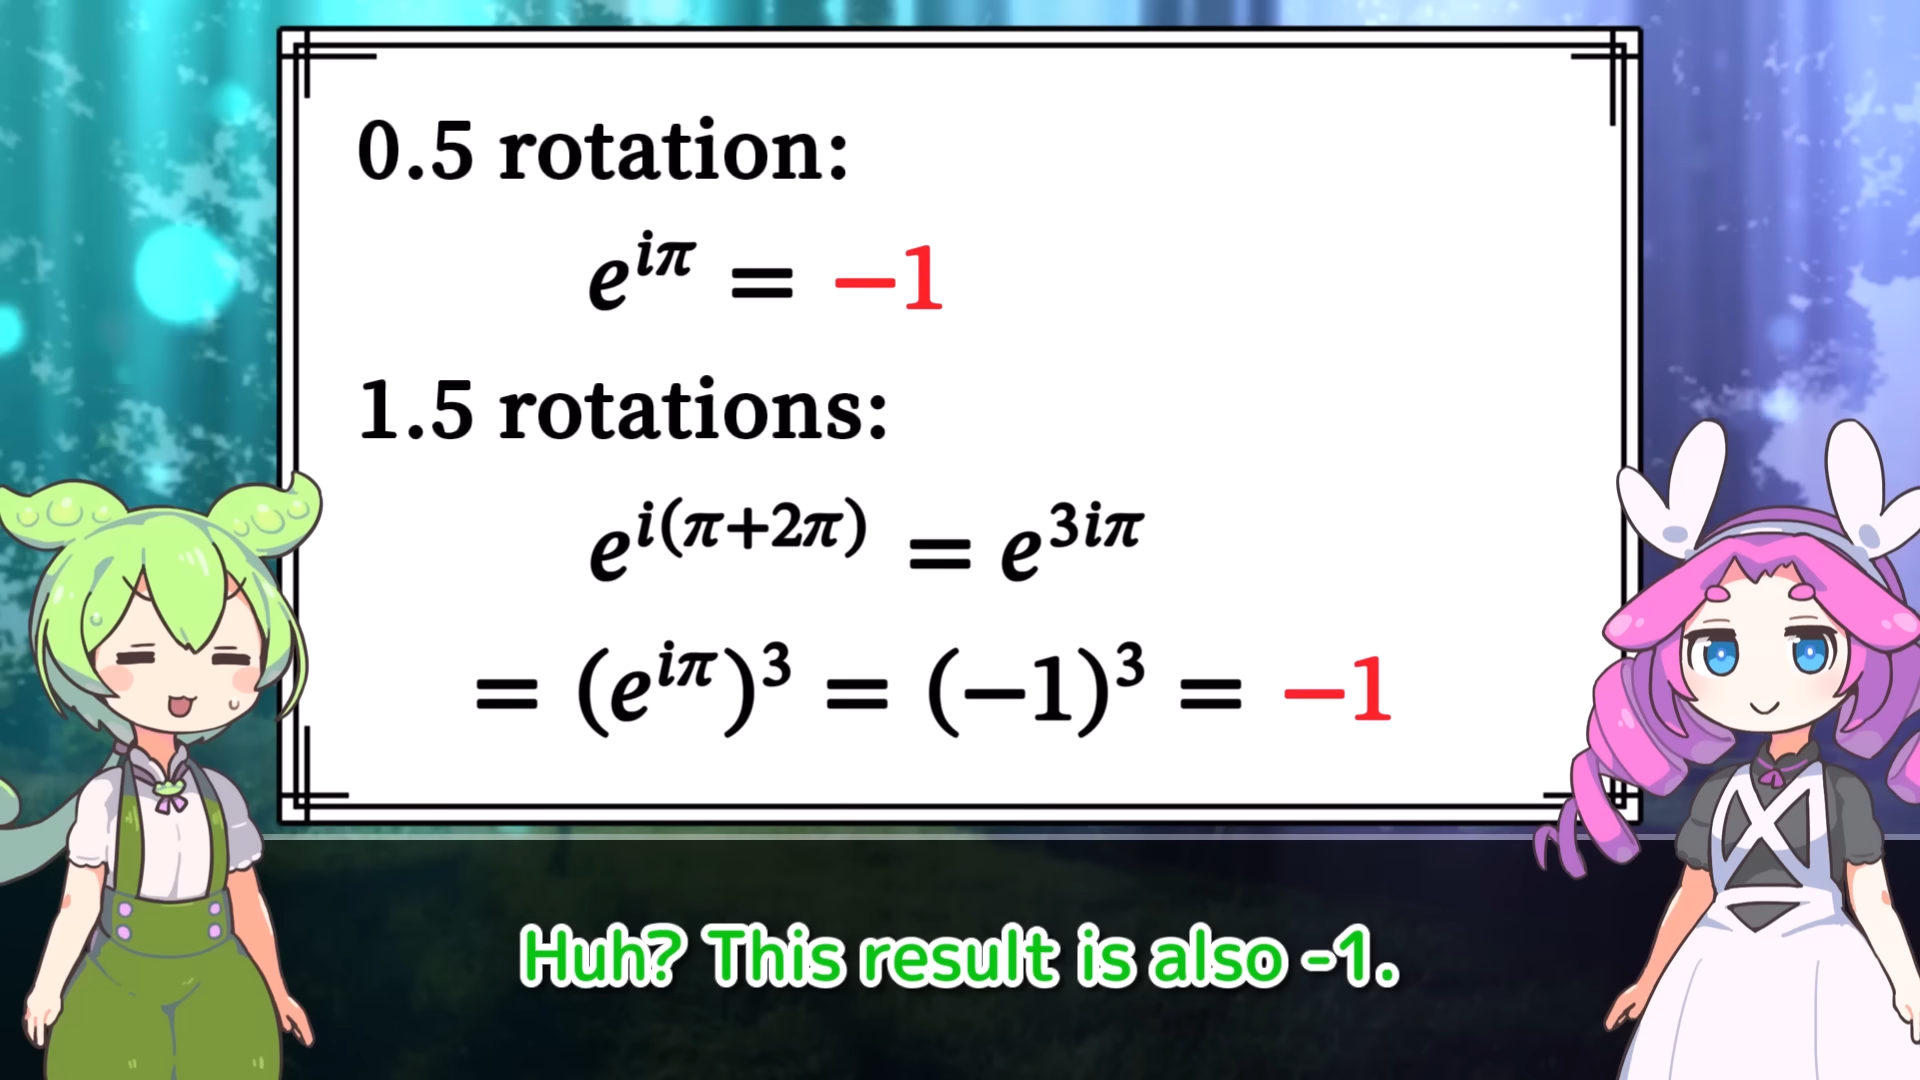 0.5 rotation:
e^{iπ} = −1
1.5 rotations:
e^{i(π+2π)} = e^{3iπ}
= (e^{iπ})^3 = (−1)^3 = −1
Huh? This result is also -1.